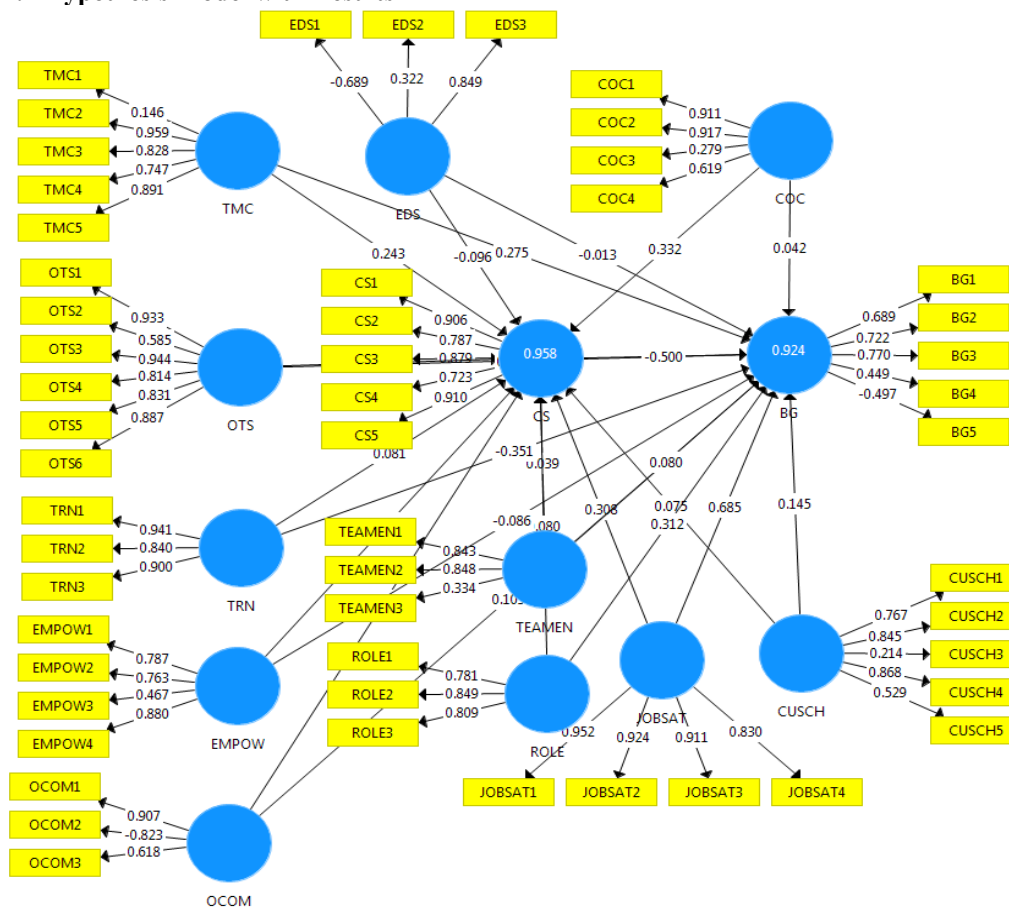 EDS1
EDS2
EDS3
-0.689
0.322
0.849
EDS
TMC1
TMC2
TMC3
TMC4
TMC5
0.146
0.959
0.828
0.747
0.891
TMC
COC1
COC2
COC3
COC4
0.911
0.917
0.279
0.619
COC
0.243
-0.096
0.275
-0.013
0.332
0.042
OTS1
OTS2
OTS3
OTS4
OTS5
OTS6
0.933
0.585
0.944
0.814
0.831
0.887
OTS
CS1
CS2
CS3
CS4
CS5
0.906
0.787
0.879
0.723
0.910
0.958
CS
-0.500
0.924
BG
BG1
BG2
BG3
BG4
BG5
0.689
0.722
0.770
0.449
-0.497
0.081
-0.351
0.039
0.080
-0.086
0.308
0.075
0.312
0.685
0.145
TRN1
TRN2
TRN3
0.941
0.840
0.900
TRN
TEAMEN1
TEAMEN2
TEAMEN3
0.843
0.848
0.334
TEAMEN
EMPOW1
EMPOW2
EMPOW3
EMPOW4
0.787
0.763
0.467
0.880
EMPOW
ROLE1
ROLE2
ROLE3
0.781
0.849
0.809
ROLE
JOBSAT
0.952
0.924
0.911
0.830
JOBSAT1
JOBSAT2
JOBSAT3
JOBSAT4
CUSCH
0.767
0.845
0.214
0.868
0.529
CUSCH1
CUSCH2
CUSCH3
CUSCH4
CUSCH5
OCOM1
OCOM2
OCOM3
0.907
-0.823
0.618
OCOM